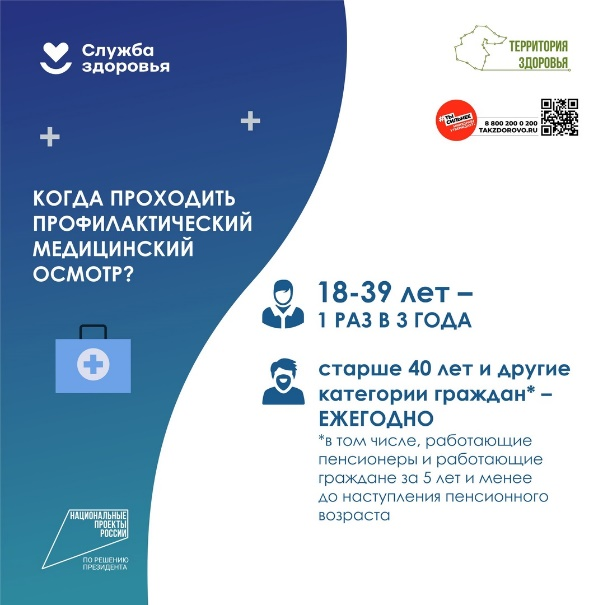 Служба
здоровья
ТЕРРИТОРИЯ
ЗДОРОВЬЯ
#ТЫ
СИЛЬНЕЕ
8 800 200 0 200
TAKZDOROVO.RU
КОГДА ПРОХОДИТЬ
ПРОФИЛАКТИЧЕСКИЙ
МЕДИЦИНСКИЙ
ОСМОТР?
18-39 лет –
1 РАЗ В 3 ГОДА
старше 40 лет и другие
категории граждан* –
ЕЖЕГОДНО
*в том числе, работающие
пенсионеры и работающие
граждане за 5 лет и менее
до наступления пенсионного
возраста
НАЦИОНАЛЬНЫЕ
ПРОЕКТЫ
РОССИИ
ПО РЕШЕНИЮ
ПРЕЗИДЕНТА